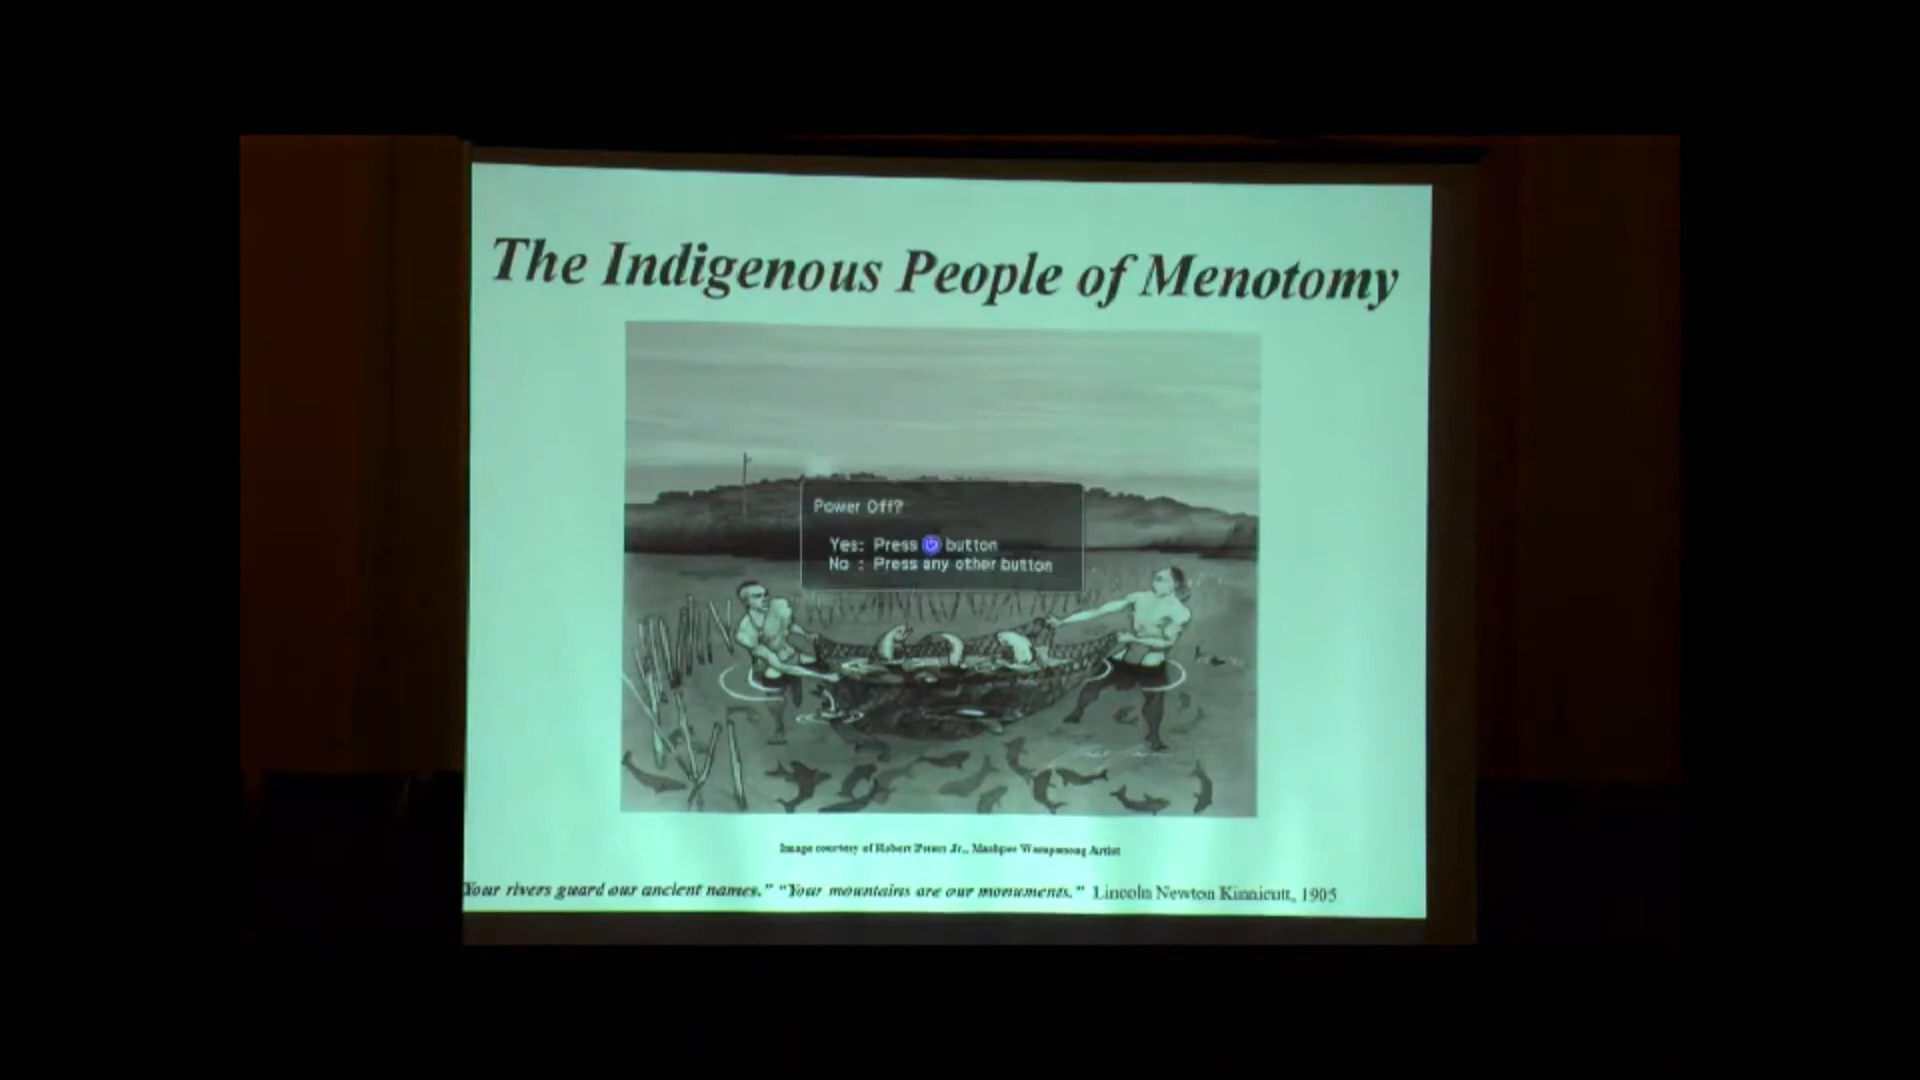 The Indigenous People of Menotomy
Power Off?
Yes: Press button
No : Press any other button
Image courtesy of Robert Peters Jr., Mashpee Wampanoag Artist
Your rivers guard our ancient names." "Your mountains are our monuments." Lincoln Newton Kinnicutt, 1905